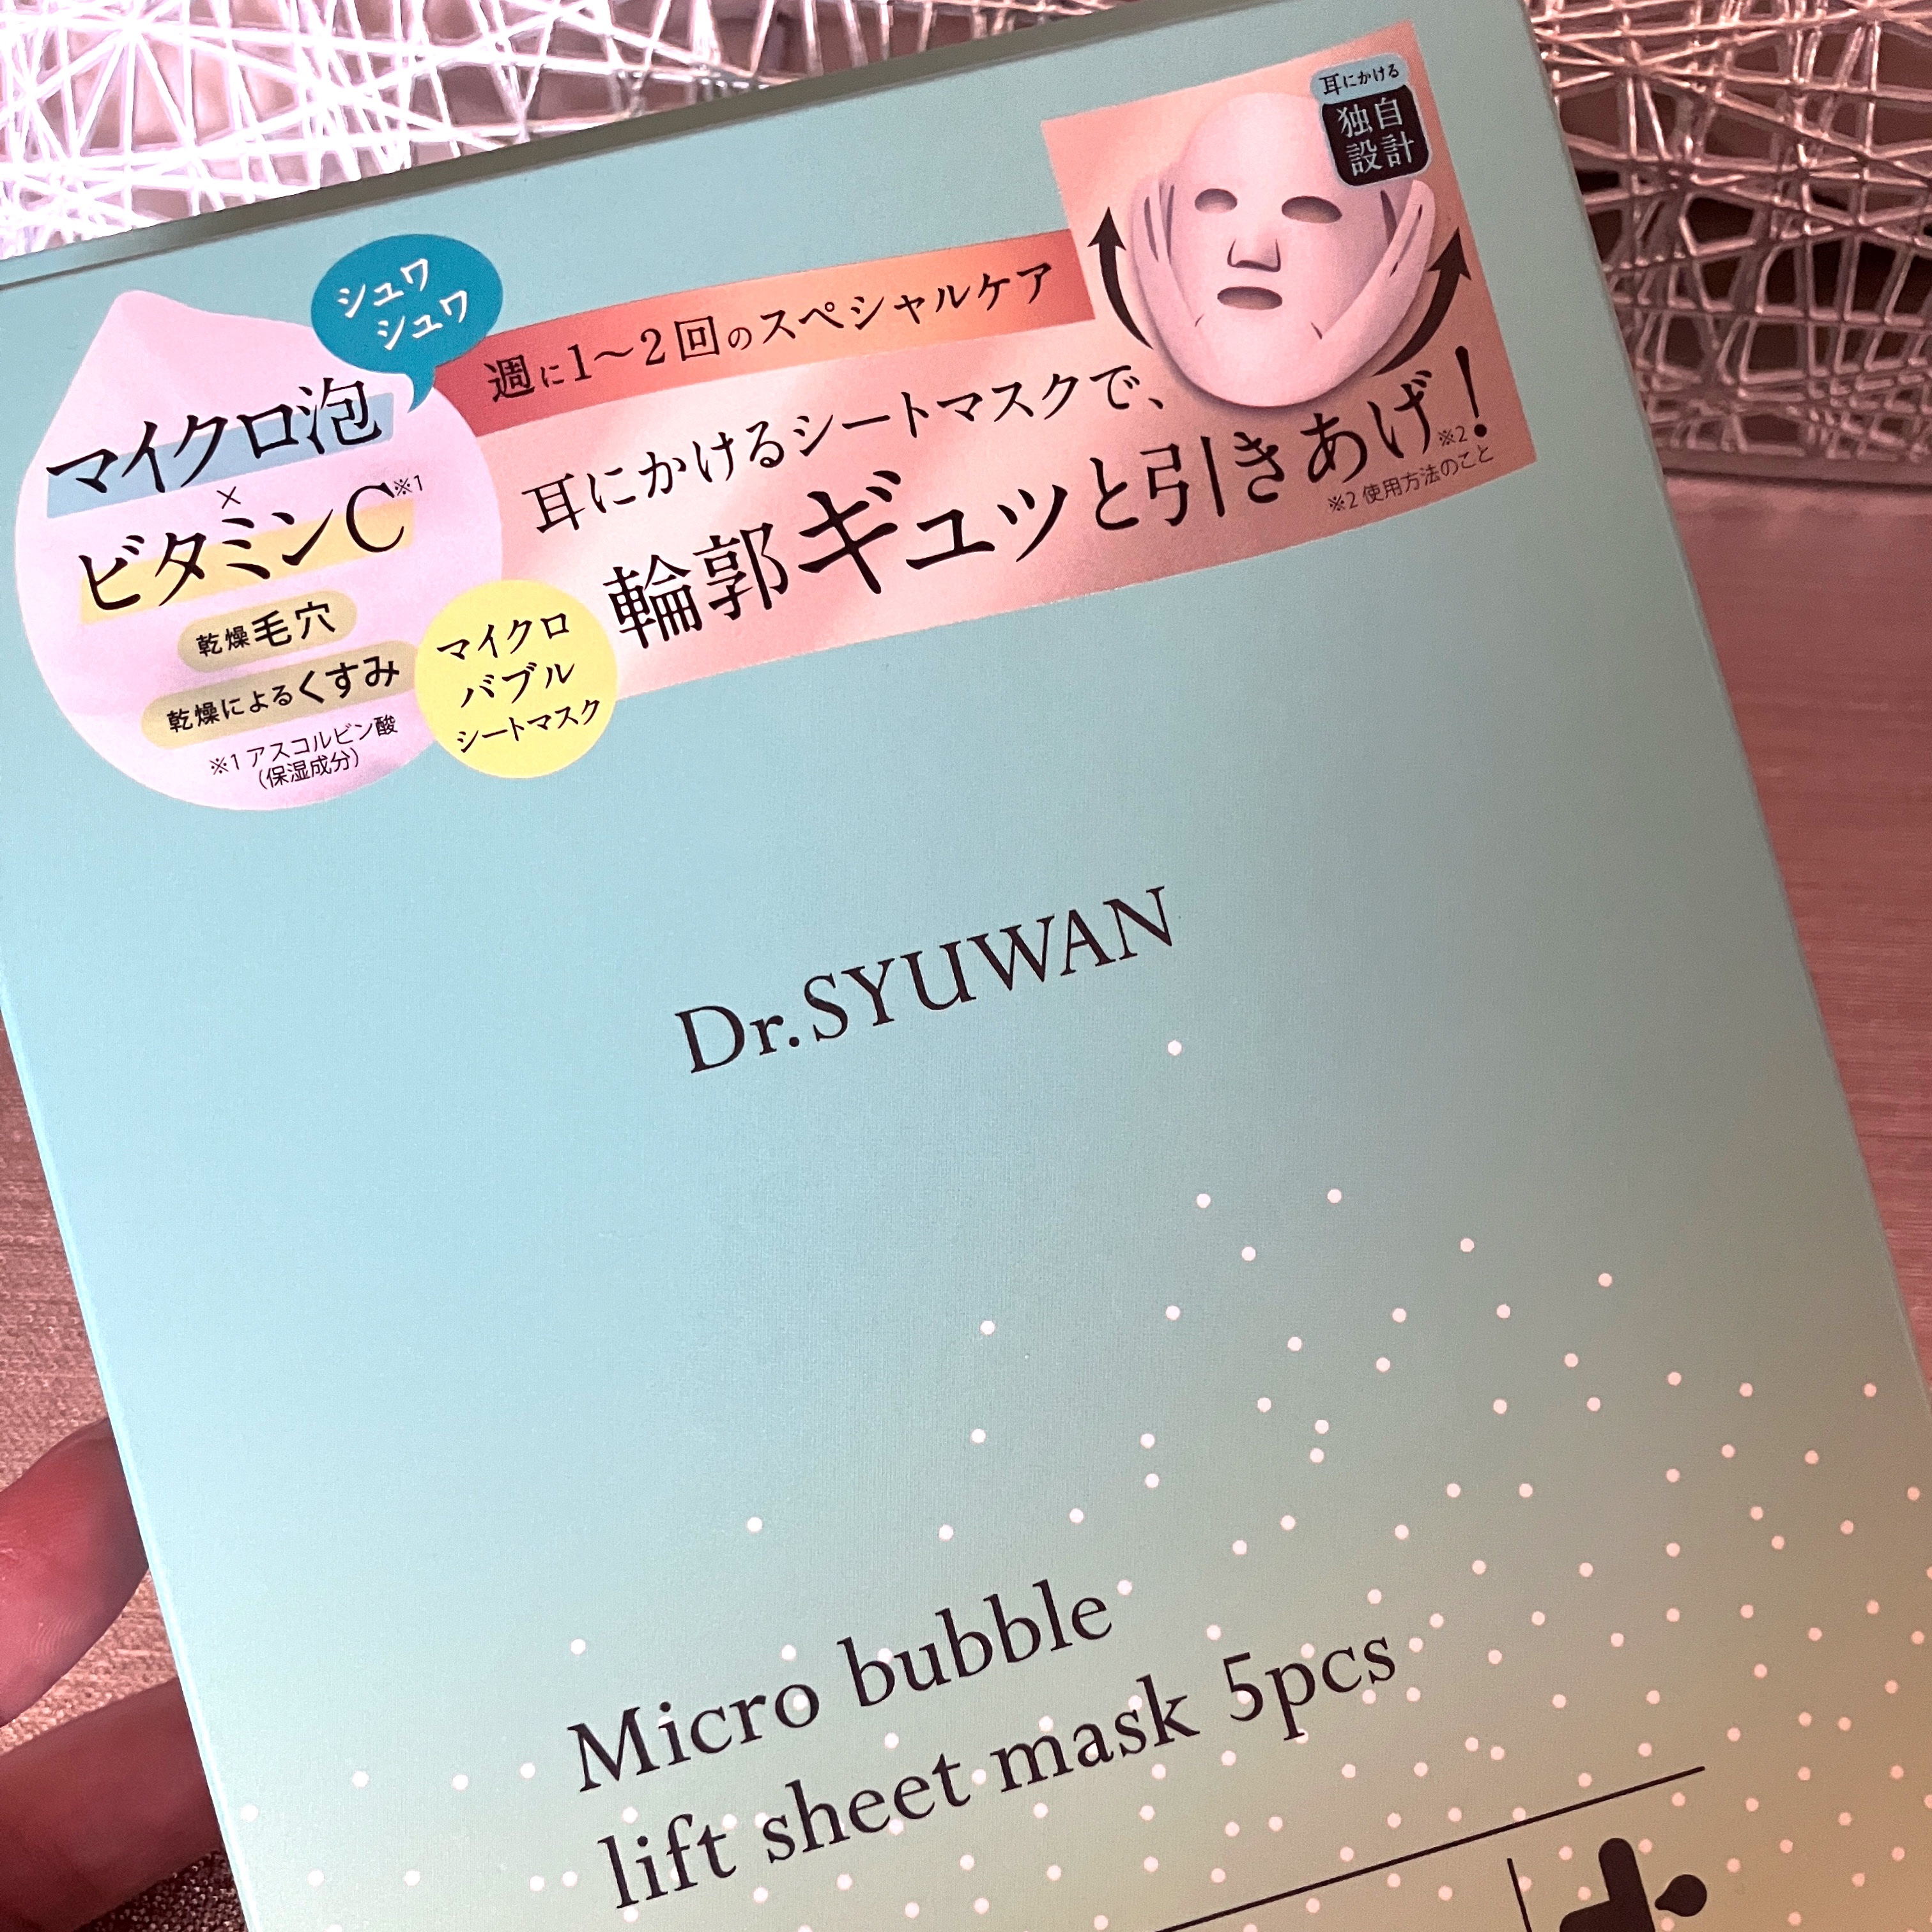 耳にかける
独自
設計
シュワ
シュワ
週に1～2回のスペシャルケア
マイクロ泡
×
ビタミンC※1
乾燥毛穴
乾燥によるくすみ
※1 アスコルビン酸
(保湿成分)
耳にかけるシートマスクで、
輪郭ギュッと引きあげ※2!
※2 使用方法のこと
マイクロ
バブル
シートマスク
Dr.SYUWAN
Micro bubble
lift sheet mask 5pcs